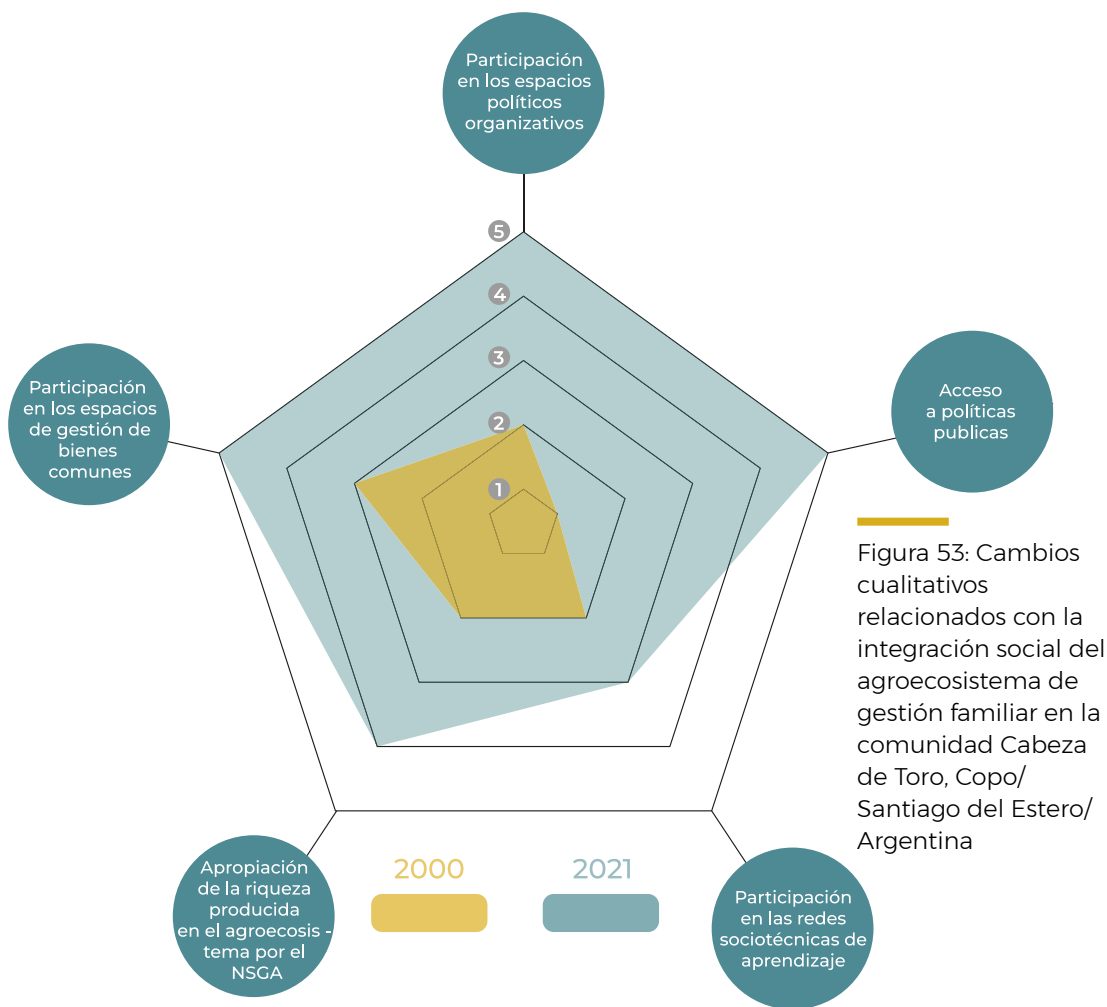 Participación
en los espacios
políticos
organizativos
5
4
3
2
1
Participación
en los espacios
de gestión de
bienes
comunes
Acceso
a políticas
publicas
Figura 53: Cambios
cualitativos
relacionados con la
integración social del
agroecosistema de
gestión familiar en la
comunidad Cabeza
de Toro, Copo/
Santiago del Estero/
Argentina
Apropiación
de la riqueza
producida
en el agroecosis -
tema por el
NSGA
2000
2021
Participación
en las redes
sociotécnicas de
aprendizaje